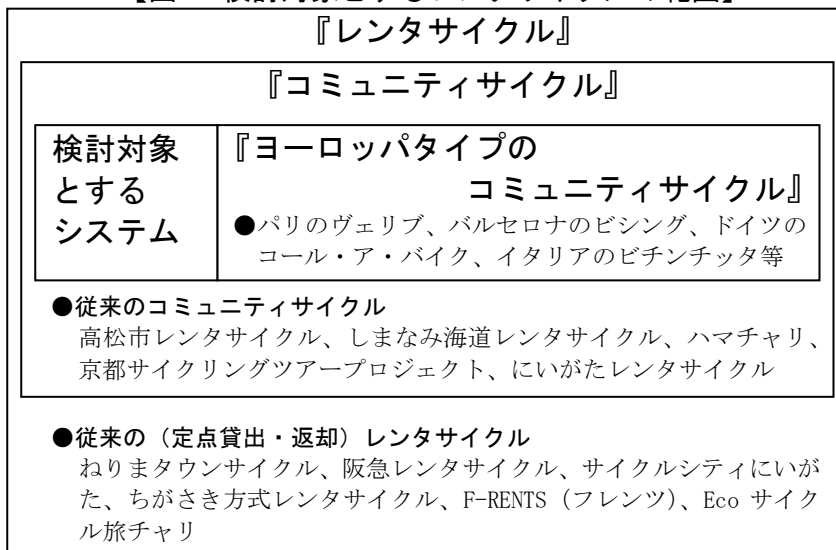 『レンタサイクル』
『コミュニティサイクル』
検討対象
とする
システム
『ヨーロッパタイプの
コミュニティサイクル』
●パリのヴェリブ、バルセロナのビシング、ドイツの
コール・ア・バイク、イタリアのビチンチッタ等
●従来のコミュニティサイクル
高松市レンタサイクル、しまなみ海道レンタサイクル、ハマチャリ、
京都サイクリングツアープロジェクト、にいがたレンタサイクル
●従来の（定点貸出・返却）レンタサイクル
ねりまタウンサイクル、阪急レンタサイクル、サイクルシティにいが
た、ちがさき方式レンタサイクル、F-RENTS（フレンツ）、Eco サイク
ル旅チャリ